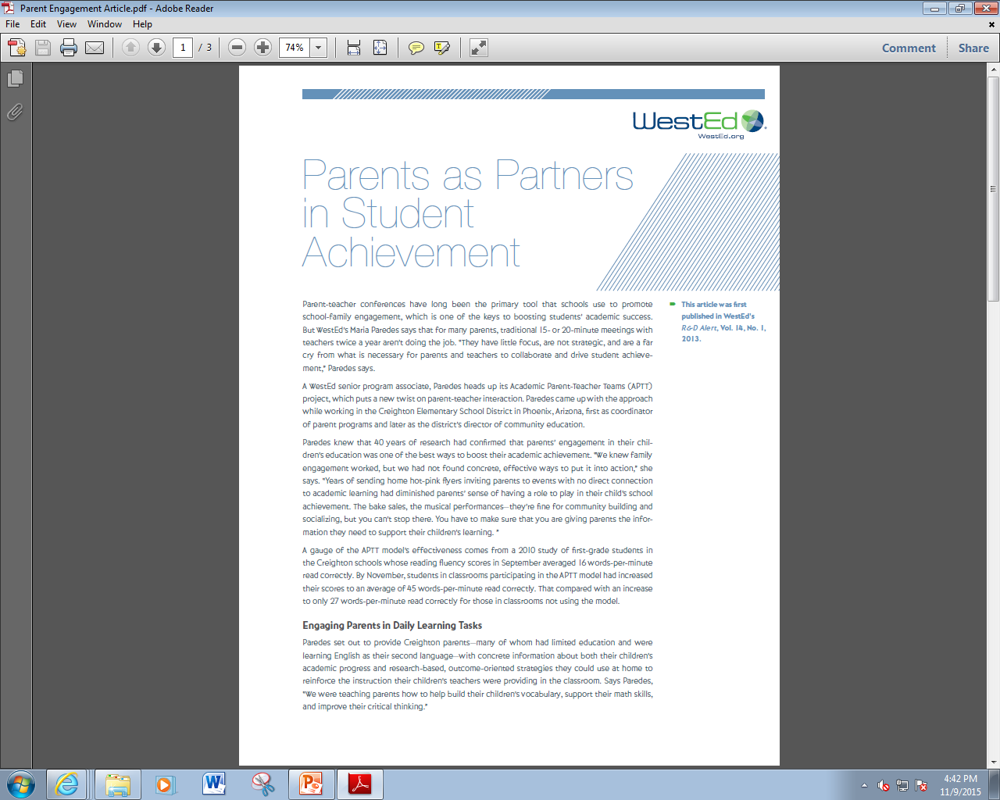 Parent Engagement Article.pdf - Adobe Reader
File Edit View Window Help
1 / 3 74% Comment Share
WestEd
WestEd.org
Parents as Partners
in Student
Achievement
Parent-teacher conferences have long been the primary tool that schools use to promote
school-family engagement, which is one of the keys to boosting students' academic success.
But WestEd's Maria Paredes says that for many parents, traditional 15- or 20-minute meetings with
teachers twice a year aren't doing the job. "They have little focus, are not strategic, and are a far
cry from what is necessary for parents and teachers to collaborate and drive student achieve-
ment," Paredes says.
This article was first
published in WestEd's
R&D Alert, Vol. 14, No. 1,
2013.
A WestEd senior program associate, Paredes heads up its Academic Parent-Teacher Teams (APTT)
project, which puts a new twist on parent-teacher interaction. Paredes came up with the approach
while working in the Creighton Elementary School District in Phoenix, Arizona, first as coordinator
of parent programs and later as the district's director of community education.
Paredes knew that 40 years of research had confirmed that parents' engagement in their chil-
dren's education was one of the best ways to boost their academic achievement. "We knew family
engagement worked, but we had not found concrete, effective ways to put it into action," she
says. "Years of sending home hot-pink flyers inviting parents to events with no direct connection
to academic learning had diminished parents' sense of having a role to play in their child's school
achievement. The bake sales, the musical performances—they're fine for community building and
socializing, but you can't stop there. You have to make sure that you are giving parents the infor-
mation they need to support their children's learning. "
A gauge of the APTT model's effectiveness comes from a 2010 study of first-grade students in
the Creighton schools whose reading fluency scores in September averaged 16 words-per-minute
read correctly. By November, students in classrooms participating in the APTT model had increased
their scores to an average of 45 words-per-minute read correctly. That compared with an increase
to only 27 words-per-minute read correctly for those in classrooms not using the model.
Engaging Parents in Daily Learning Tasks
Paredes set out to provide Creighton parents—many of whom had limited education and were
learning English as their second language—with concrete information about both their children's
academic progress and research-based, outcome-oriented strategies they could use at home to
reinforce the instruction their children's teachers were providing in the classroom. Says Paredes,
"We were teaching parents how to help build their children's vocabulary, support their math skills,
and improve their critical thinking."
4:42 PM
11/9/2015